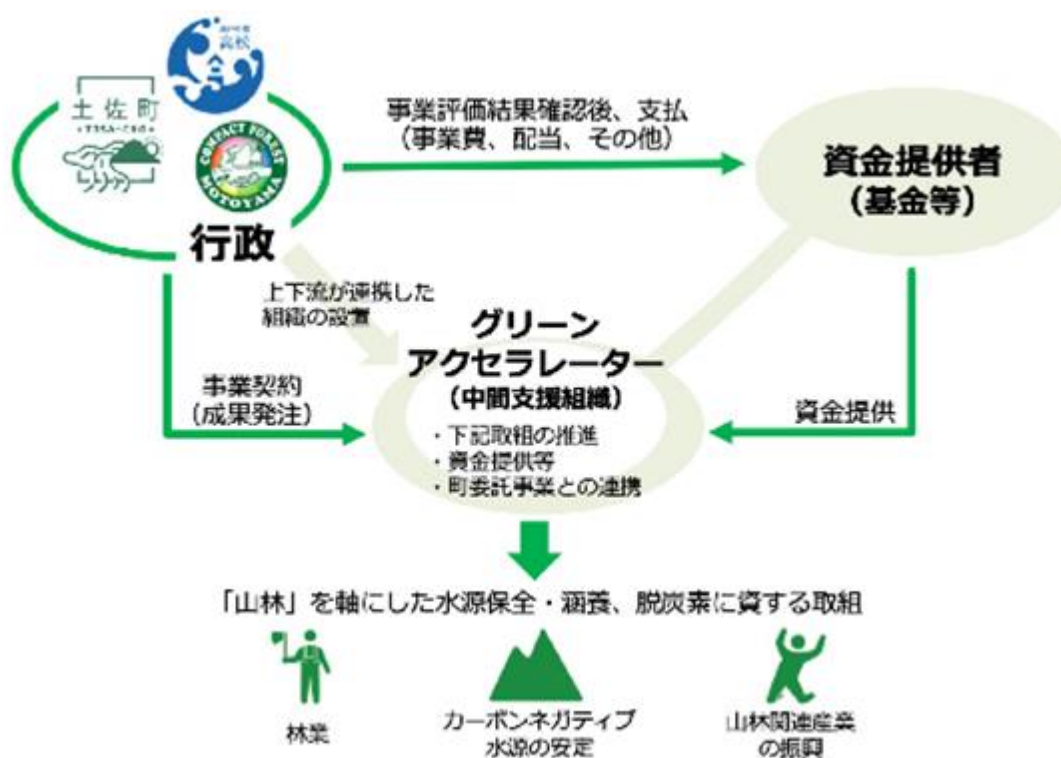 高松
土佐町
COMPACT FOREST
MOTOYAMA
行政
事業評価結果確認後、支払
(事業費、配当、その他)
資金提供者
(基金等)
上下流が連携した
組織の設置
グリーン
アクセラレーター
(中間支援組織)
・下記取組の推進
・資金提供等
・町委託事業との連携
事業契約
(成果発注)
資金提供
「山林」を軸にした水源保全・涵養、脱炭素に資する取組
林業
カーボンネガティブ
水源の安定
山林関連産業
の振興